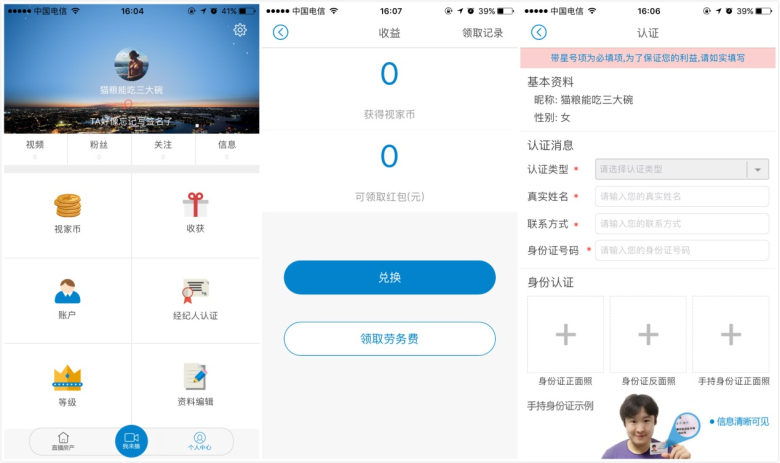 中国电信 16:04 41%
猫粮能吃三大碗
TA好像忘记写签名了
视频 粉丝 关注 信息
0 0 0 0
视家币 收获
账户 经纪人认证
等级 资料编辑
直播房产 我来播 个人中心
中国电信 16:07 39%
收益 领取记录
0
获得视家币
0
可领取红包(元)
兑换
领取劳务费
中国电信 16:06 39%
认证
带星号项为必填项,为了保证您的利益,请如实填写
基本资料
昵称: 猫粮能吃三大碗
性别: 女
认证消息
认证类型 * 请选择认证类型
真实姓名 * 请输入您的真实姓名
联系方式 * 请输入您的联系方式
身份证号码 * 请输入您的身份证号码
身份认证
身份证正面照 身份证反面照 手持身份证正面照
手持身份证示例
信息清晰可见